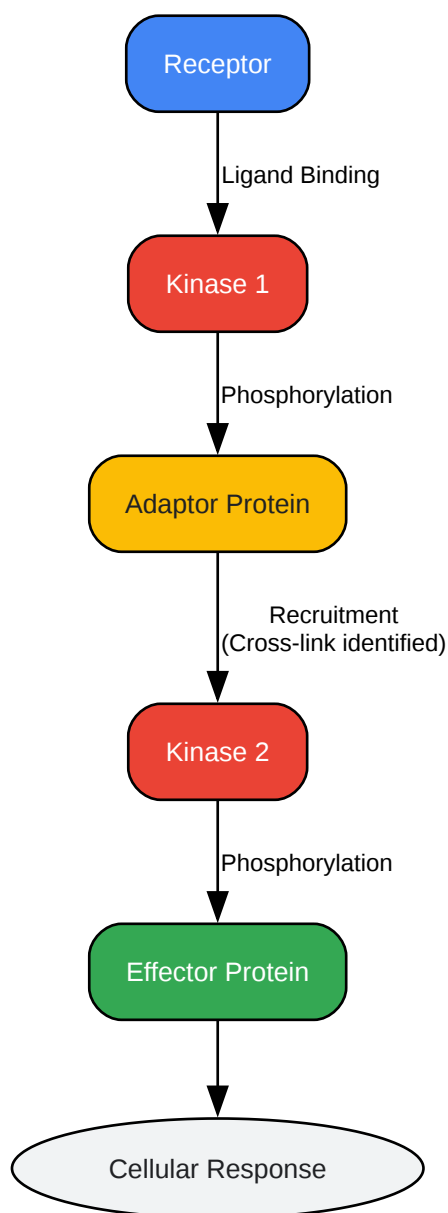 Receptor
Ligand Binding
Kinase 1
Phosphorylation
Adaptor Protein
Recruitment
(Cross-link identified)
Kinase 2
Phosphorylation
Effector Protein
Cellular Response